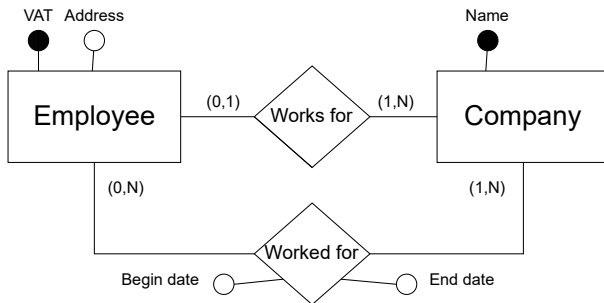 VAT Address Name
Employee (0,1) Works for (1,N) Company
(0,N) (1,N)
Worked for
Begin date End date